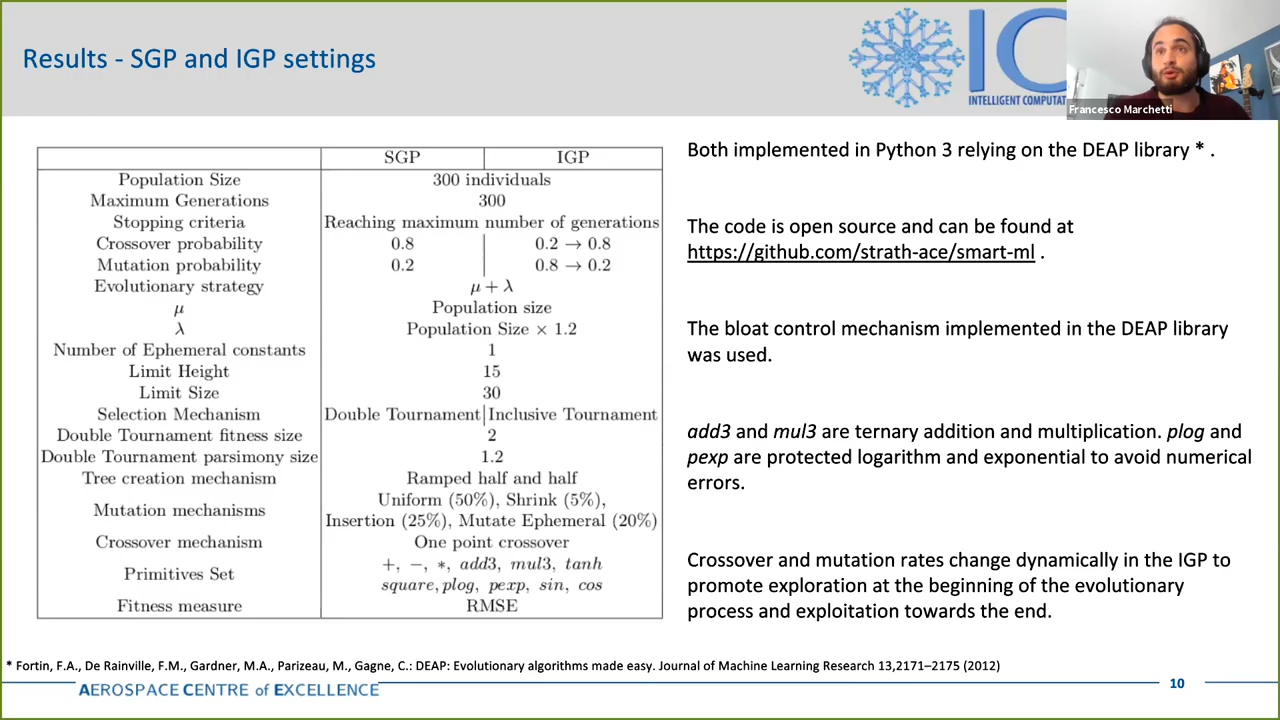 Results - SGP and IGP settings
IC
INTELLIGENT COMPUTAT
Francesco Marchetti
SGP IGP
Population Size 300 individuals
Maximum Generations 300
Stopping criteria Reaching maximum number of generations
Crossover probability 0.8 0.2 → 0.8
Mutation probability 0.2 0.8 → 0.2
Evolutionary strategy μ + λ
μ Population size
λ Population Size × 1.2
Number of Ephemeral constants 1
Limit Height 15
Limit Size 30
Selection Mechanism Double Tournament Inclusive Tournament
Double Tournament fitness size 2
Double Tournament parsimony size 1.2
Tree creation mechanism Ramped half and half
Mutation mechanisms Uniform (50%), Shrink (5%),
Insertion (25%), Mutate Ephemeral (20%)
Crossover mechanism One point crossover
Primitives Set +, −, *, add3, mul3, tanh
square, plog, pexp, sin, cos
Fitness measure RMSE
Both implemented in Python 3 relying on the DEAP library * .
The code is open source and can be found at
https://github.com/strath-ace/smart-ml .
The bloat control mechanism implemented in the DEAP library
was used.
add3 and mul3 are ternary addition and multiplication. plog and
pexp are protected logarithm and exponential to avoid numerical
errors.
Crossover and mutation rates change dynamically in the IGP to
promote exploration at the beginning of the evolutionary
process and exploitation towards the end.
* Fortin, F.A., De Rainville, F.M., Gardner, M.A., Parizeau, M., Gagne, C.: DEAP: Evolutionary algorithms made easy. Journal of Machine Learning Research 13,2171–2175 (2012)
AEROSPACE CENTRE of EXCELLENCE
10